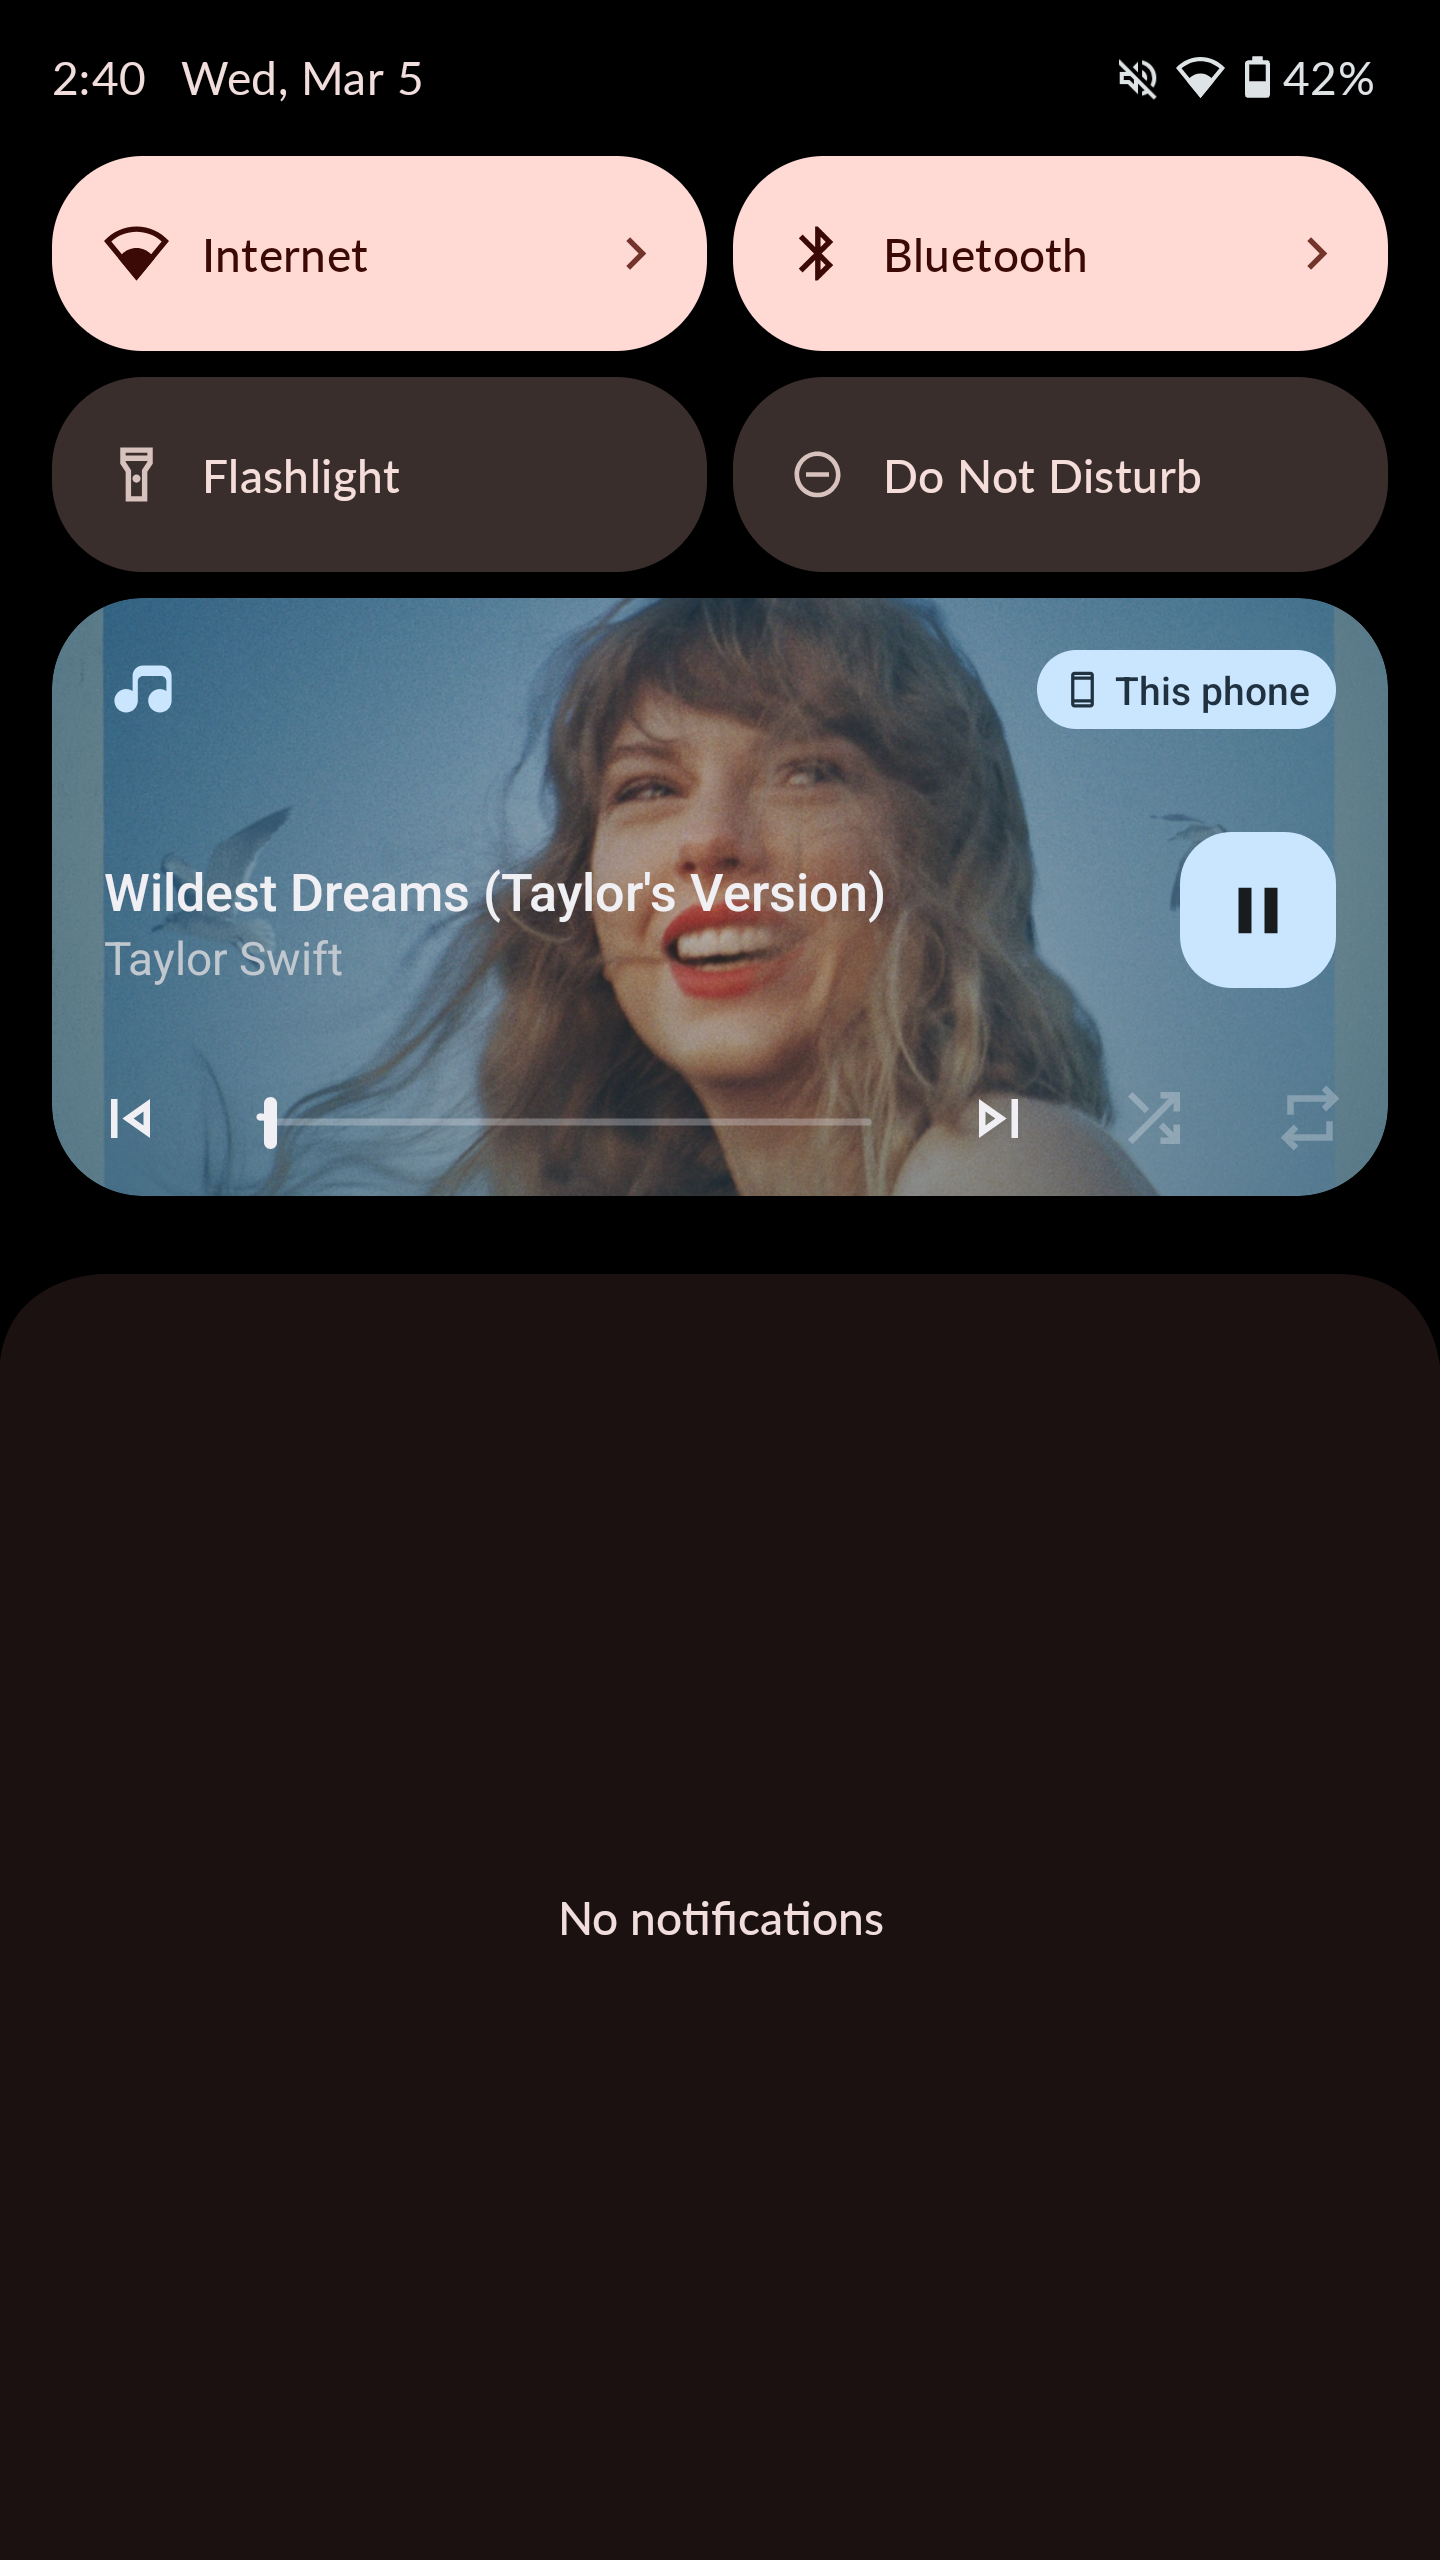 2:40 Wed, Mar 5 42%
Internet Bluetooth
Flashlight Do Not Disturb
This phone
Wildest Dreams (Taylor's Version)
Taylor Swift
No notifications